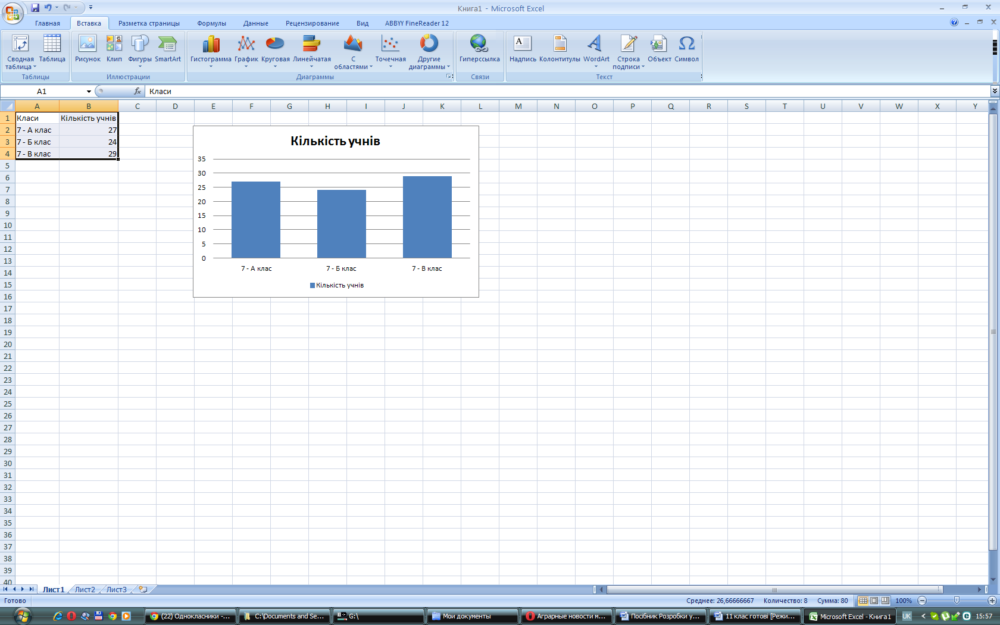 Книга1 - Microsoft Excel
Главная Вставка Разметка страницы Формулы Данные Рецензирование Вид ABBYY FineReader 12
Сводная таблица Таблица Рисунок Клип Фигуры SmartArt Гистограмма График Круговая Линейчатая С областями Точечная Другие диаграммы Гиперссылка Надпись Колонтитулы WordArt Строка подписи Объект Символ
Таблицы Иллюстрации Диаграммы Связи Текст
A1 fx Класи
A B C D E F G H I J K L M N O P Q R S T U V W X Y
1 Класи Кількість учнів
2 7 - А клас 27
3 7 - Б клас 24
4 7 - В клас 29
5
6
7
8
9
10
11
12
13
14
15
16
17
18
19
20
21
22
23
24
25
26
27
28
29
30
31
32
33
34
35
36
37
38
39
40
Кількість учнів
35
30
25
20
15
10
5
0
7 - А клас 7 - Б клас 7 - В клас
Кількість учнів
Лист1 Лист2 Лист3
Готово Среднее: 26,66666667 Количество: 8 Сумма: 80 100%
(22) Однокласники -... C:\Documents and Se... G:\ Мои документы Аграрные новости м... Посібник Розробки у... 11 клас готові [Режи... Microsoft Excel - Книга1 UK 15:57